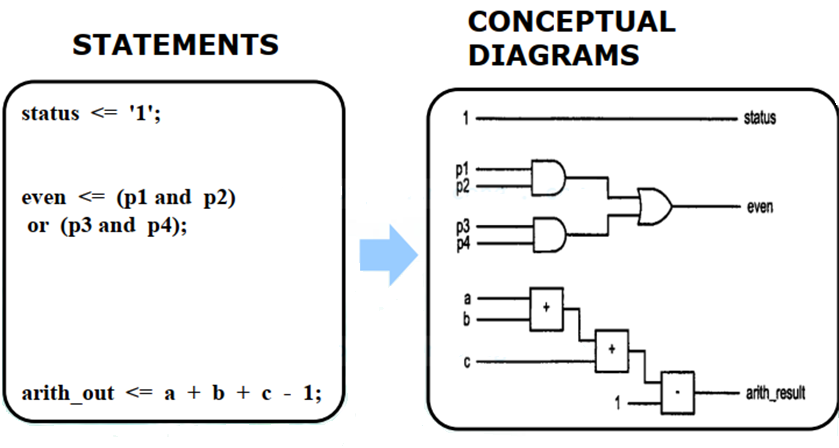 STATEMENTS
status <= '1';
even <= (p1 and p2)
or (p3 and p4);
arith_out <= a + b + c - 1;
CONCEPTUAL
DIAGRAMS
1 status
p1
p2
even
p3
p4
a
+
b
+
c
-
arith_result
1